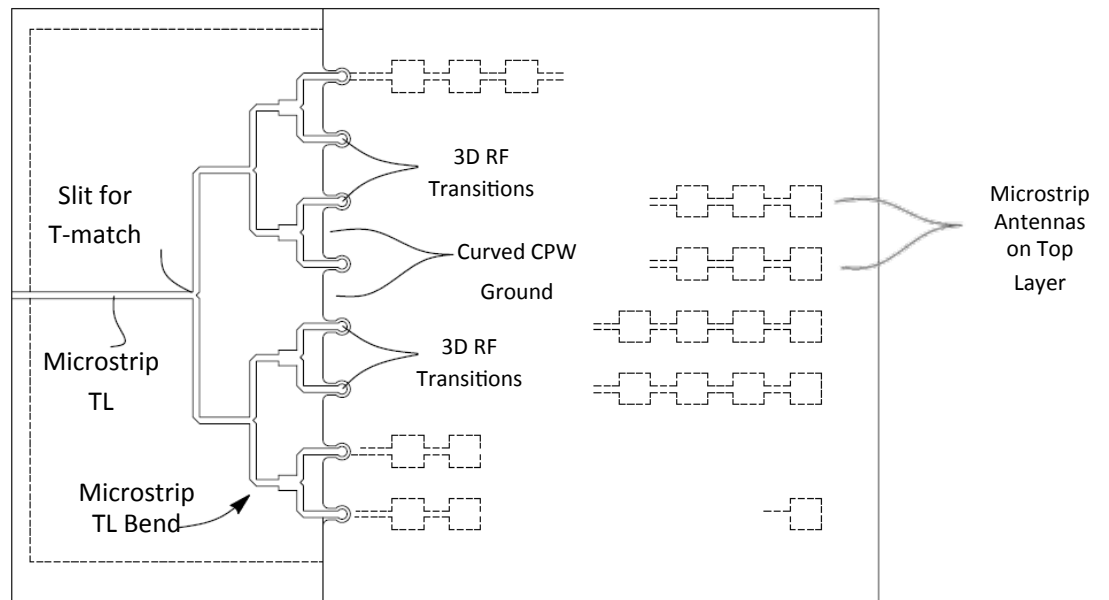 3D RF
Transitions
Slit for
T-match
Microstrip
Antennas
on Top
Layer
Curved CPW
Ground
Microstrip
TL
3D RF
Transitions
Microstrip
TL Bend